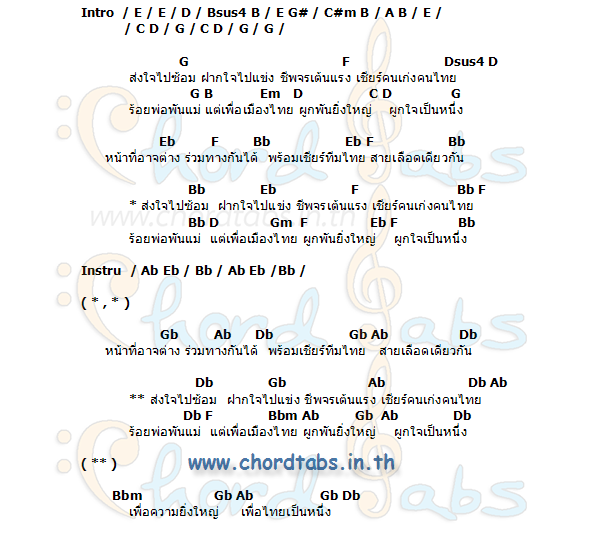 Intro / E / E / D / Bsus4 B / E G# / C#m B / A B / E /
/ C D / G / C D / G / G /
G F Dsus4 D
ส่งใจไปซ้อม ฝากใจไปแข่ง ชีพจรเต้นแรง เชียร์คนเก่งคนไทย
G B Em D C D G
ร้อยพ่อพันแม่ แต่เพื่อเมืองไทย ผูกพันยิ่งใหญ่ ผูกใจเป็นหนึ่ง
Eb F Bb Eb F Bb
หน้าที่อาจต่าง ร่วมทางกันได้ พร้อมเชียร์ทีมไทย สายเลือดเดียวกัน
Bb Eb F Bb F
* ส่งใจไปซ้อม ฝากใจไปแข่ง ชีพจรเต้นแรง เชียร์คนเก่งคนไทย
www.chordtabs.in.th
Bb D Gm F Eb F Bb
ร้อยพ่อพันแม่ แต่เพื่อเมืองไทย ผูกพันยิ่งใหญ่ ผูกใจเป็นหนึ่ง
Instru / Ab Eb / Bb / Ab Eb /Bb /
( * , * )
Gb Ab Db Gb Ab Db
หน้าที่อาจต่าง ร่วมทางกันได้ พร้อมเชียร์ทีมไทย สายเลือดเดียวกัน
Db Gb Ab Db Ab
** ส่งใจไปซ้อม ฝากใจไปแข่ง ชีพจรเต้นแรง เชียร์คนเก่งคนไทย
Db F Bbm Ab Gb Ab Db
ร้อยพ่อพันแม่ แต่เพื่อเมืองไทย ผูกพันยิ่งใหญ่ ผูกใจเป็นหนึ่ง
( ** ) www.chordtabs.in.th
Bbm Gb Ab Gb Db
เพื่อความยิ่งใหญ่ เพื่อไทยเป็นหนึ่ง